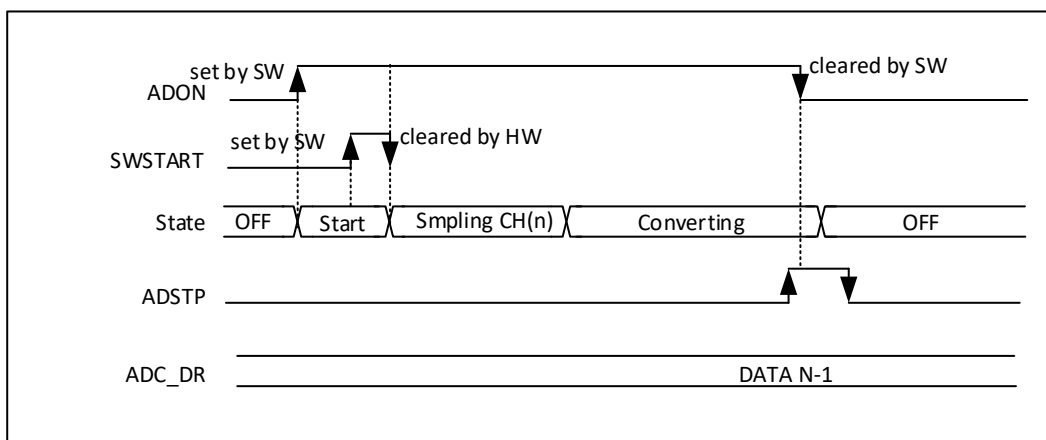 set by SW
cleared by SW
ADON
set by SW
cleared by HW
SWSTART
State
OFF
Start
Smpling CH(n)
Converting
OFF
ADSTP
ADC_DR
DATA N-1